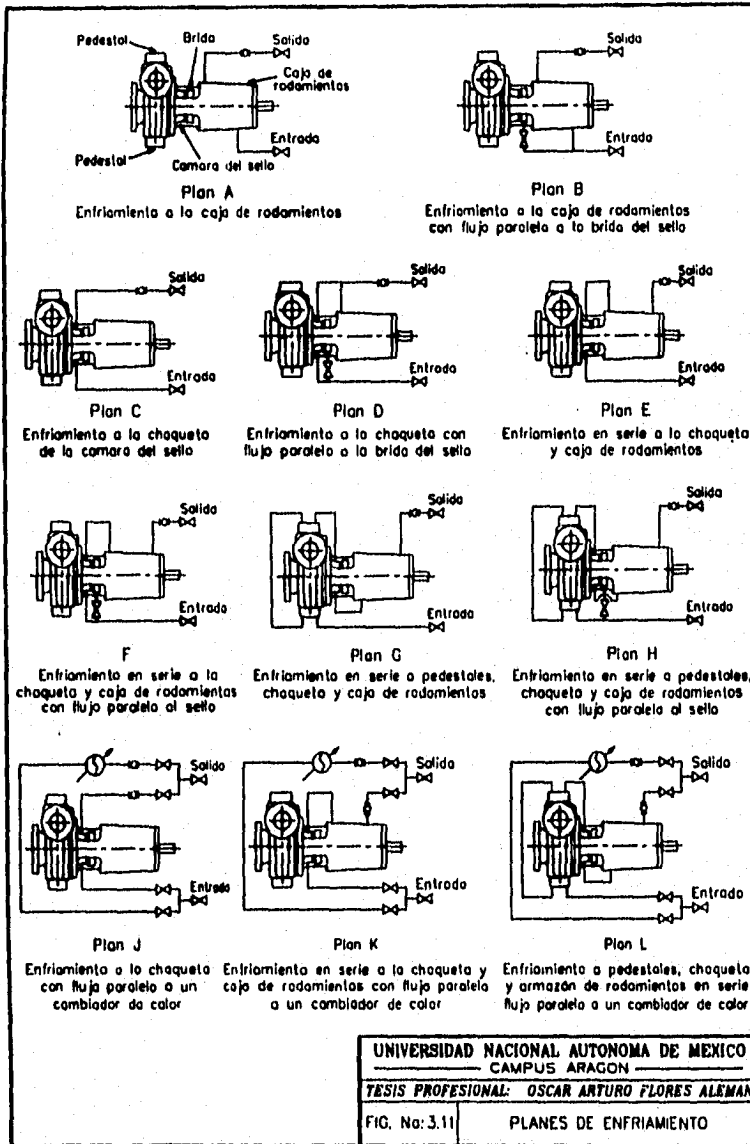 Pedestal
Brida
Salida
Caja de
rodamientos
Entrada
Camara del sello
Pedestal
Plan A
Enfriamiento a la caja de rodamientos
Salida
Entrada
Plan B
Enfriamiento a la caja de rodamientos
con flujo paralelo a la brida del sello
Salida
Entrada
Plan C
Enfriamiento a la chaqueta
de la camara del sello
Salida
Entrada
Plan D
Enfriamiento a la chaqueta con
flujo paralelo a la brida del sello
Salida
Entrada
Plan E
Enfriamiento en serie a la chaqueta
y caja de rodamientos
Salida
Entrada
F
Enfriamiento en serie a la
chaqueta y caja de rodamientas
con flujo paralelo al sello
Salida
Entrada
Plan G
Enfriamiento en serie a pedestales,
chaqueta y caja de rodamientos
Salida
Entrada
Plan H
Enfriamiento en serie a pedestales,
chaqueta y caja de rodamientos
con flujo paralelo al sello
Salida
Entrada
Plan J
Enfriamiento a la chaqueta
con flujo paralelo a un
cambiador de calor
Salida
Entrada
Plan K
Enfriamiento en serie a la chaqueta y
caja de rodamientos con flujo paralelo
a un cambiador de calor
Salida
Entrada
Plan L
Enfriamiento a pedestales, chaqueta
y armazón de rodamientos en serie
flujo paralelo a un cambiador de calor
UNIVERSIDAD NACIONAL AUTONOMA DE MEXICO
CAMPUS ARAGON
TESIS PROFESIONAL: OSCAR ARTURO FLORES ALEMAN
FIG. No: 3.11
PLANES DE ENFRIAMIENTO